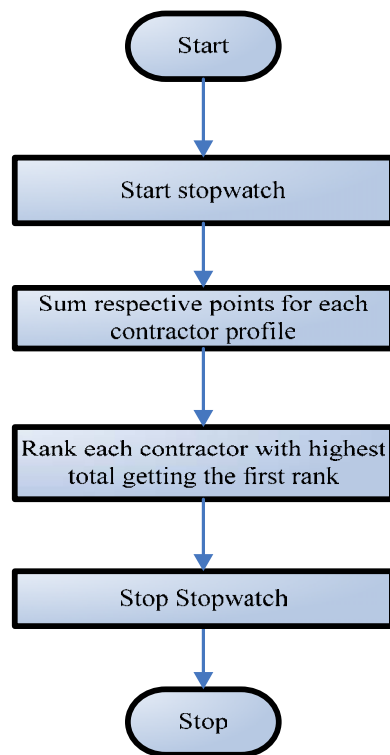 Start
Start stopwatch
Sum respective points for each
contractor profile
Rank each contractor with highest
total getting the first rank
Stop Stopwatch
Stop